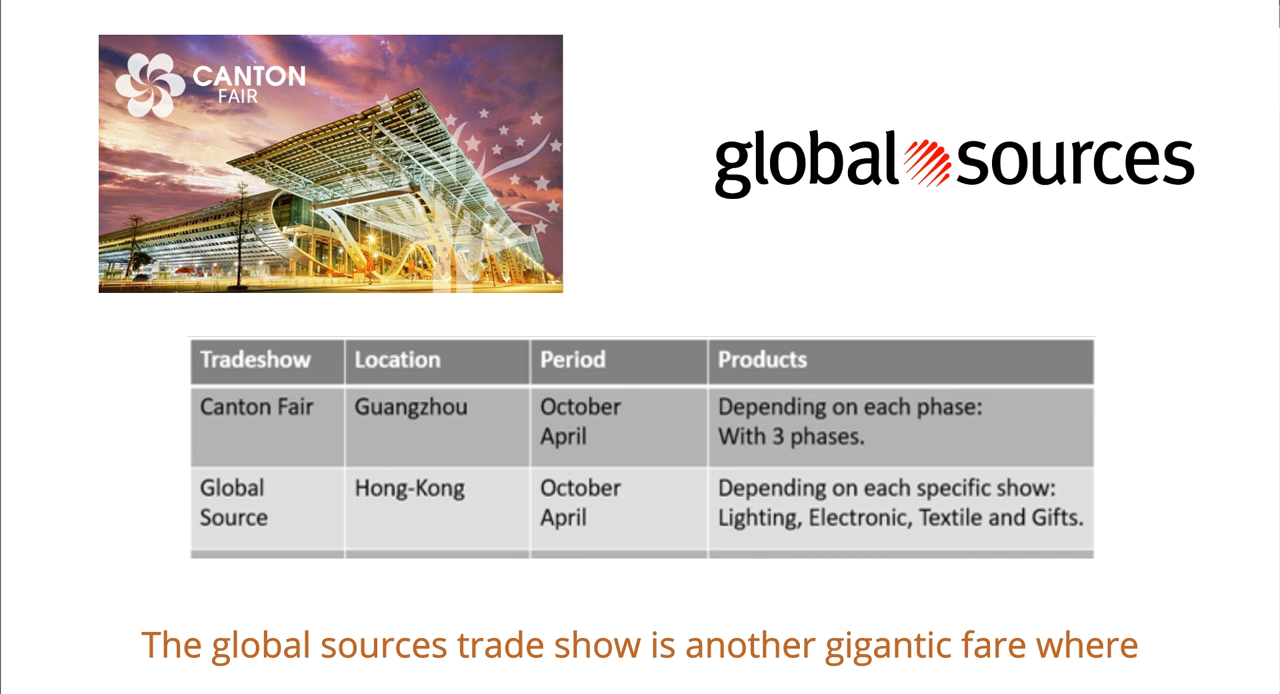 CANTON
FAIR
global sources
Tradeshow Location Period Products
Canton Fair Guangzhou October Depending on each phase:
April With 3 phases.
Global Hong-Kong October Depending on each specific show:
Source April Lighting, Electronic, Textile and Gifts.
The global sources trade show is another gigantic fare where